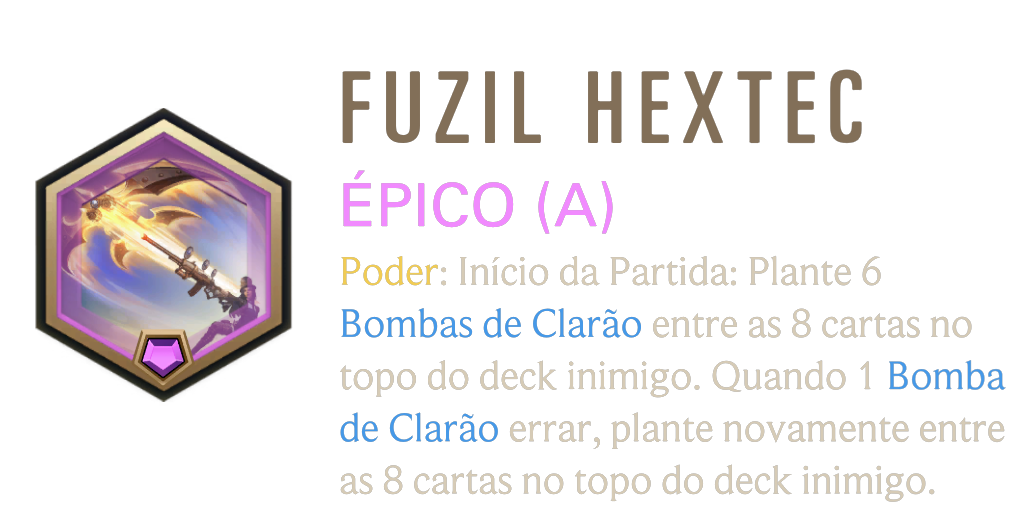 FUZIL HEXTEC
ÉPICO (A)
Poder: Início da Partida: Plante 6
Bombas de Clarão entre as 8 cartas no
topo do deck inimigo. Quando 1 Bomba
de Clarão errar, plante novamente entre
as 8 cartas no topo do deck inimigo.